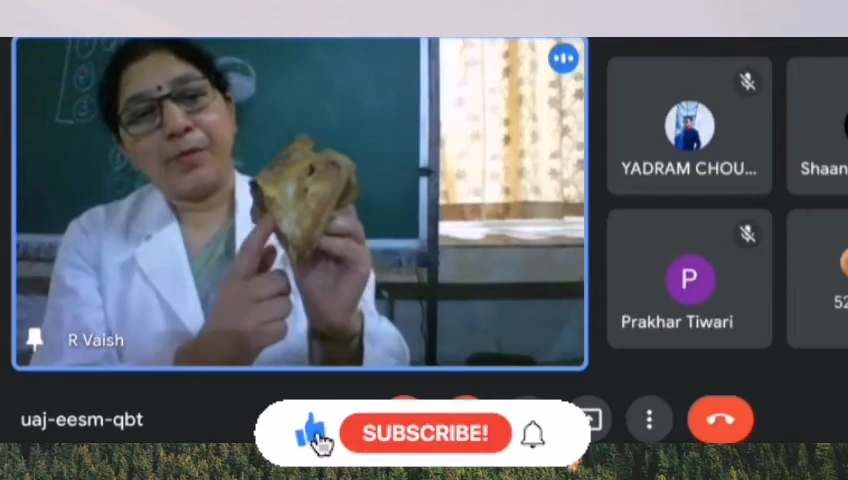 YADRAM CHOU...
Shaan
P
Prakhar Tiwari
52
R Vaish
uaj-eesm-qbt
SUBSCRIBE!